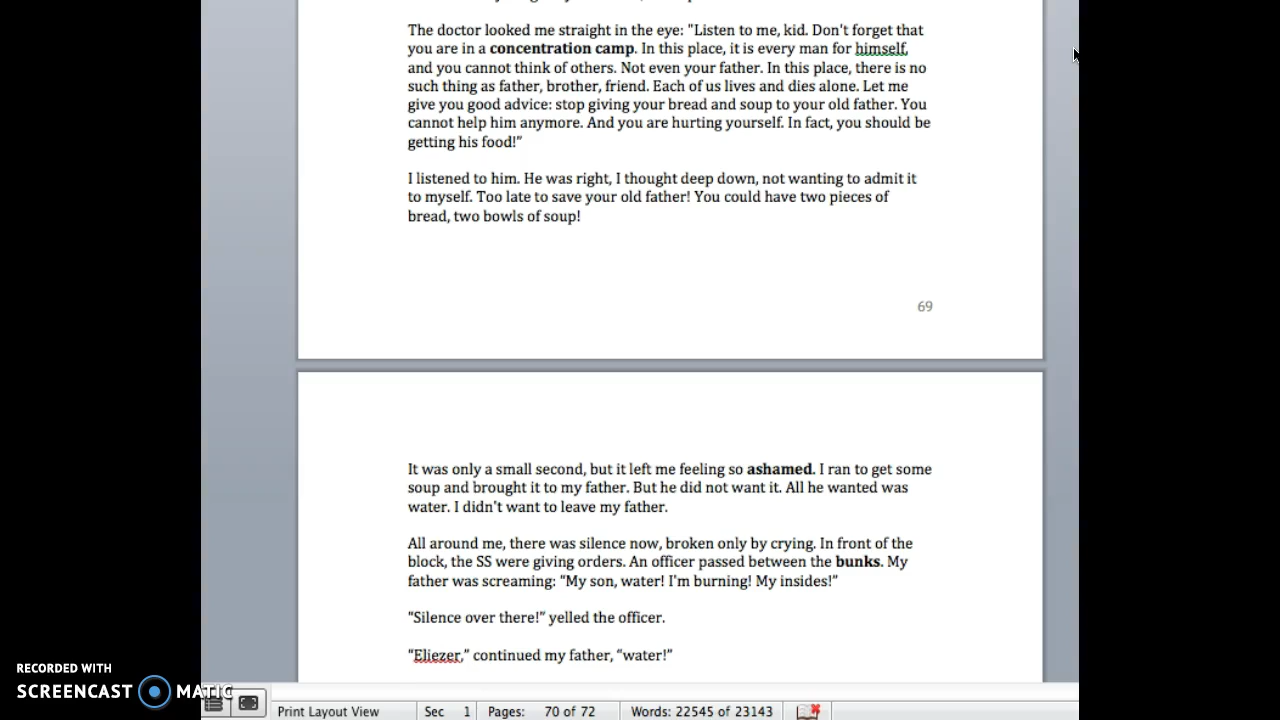 The doctor looked me straight in the eye: "Listen to me, kid. Don't forget that
you are in a concentration camp. In this place, it is every man for himself,
and you cannot think of others. Not even your father. In this place, there is no
such thing as father, brother, friend. Each of us lives and dies alone. Let me
give you good advice: stop giving your bread and soup to your old father. You
cannot help him anymore. And you are hurting yourself. In fact, you should be
getting his food!"
I listened to him. He was right, I thought deep down, not wanting to admit it
to myself. Too late to save your old father! You could have two pieces of
bread, two bowls of soup!
69
It was only a small second, but it left me feeling so ashamed. I ran to get some
soup and brought it to my father. But he did not want it. All he wanted was
water. I didn't want to leave my father.
All around me, there was silence now, broken only by crying. In front of the
block, the SS were giving orders. An officer passed between the bunks. My
father was screaming: "My son, water! I'm burning! My insides!"
"Silence over there!" yelled the officer.
"Eliezer," continued my father, "water!"
RECORDED WITH
SCREENCAST MATIC
Print Layout View Sec 1 Pages: 70 of 72 Words: 22545 of 23143